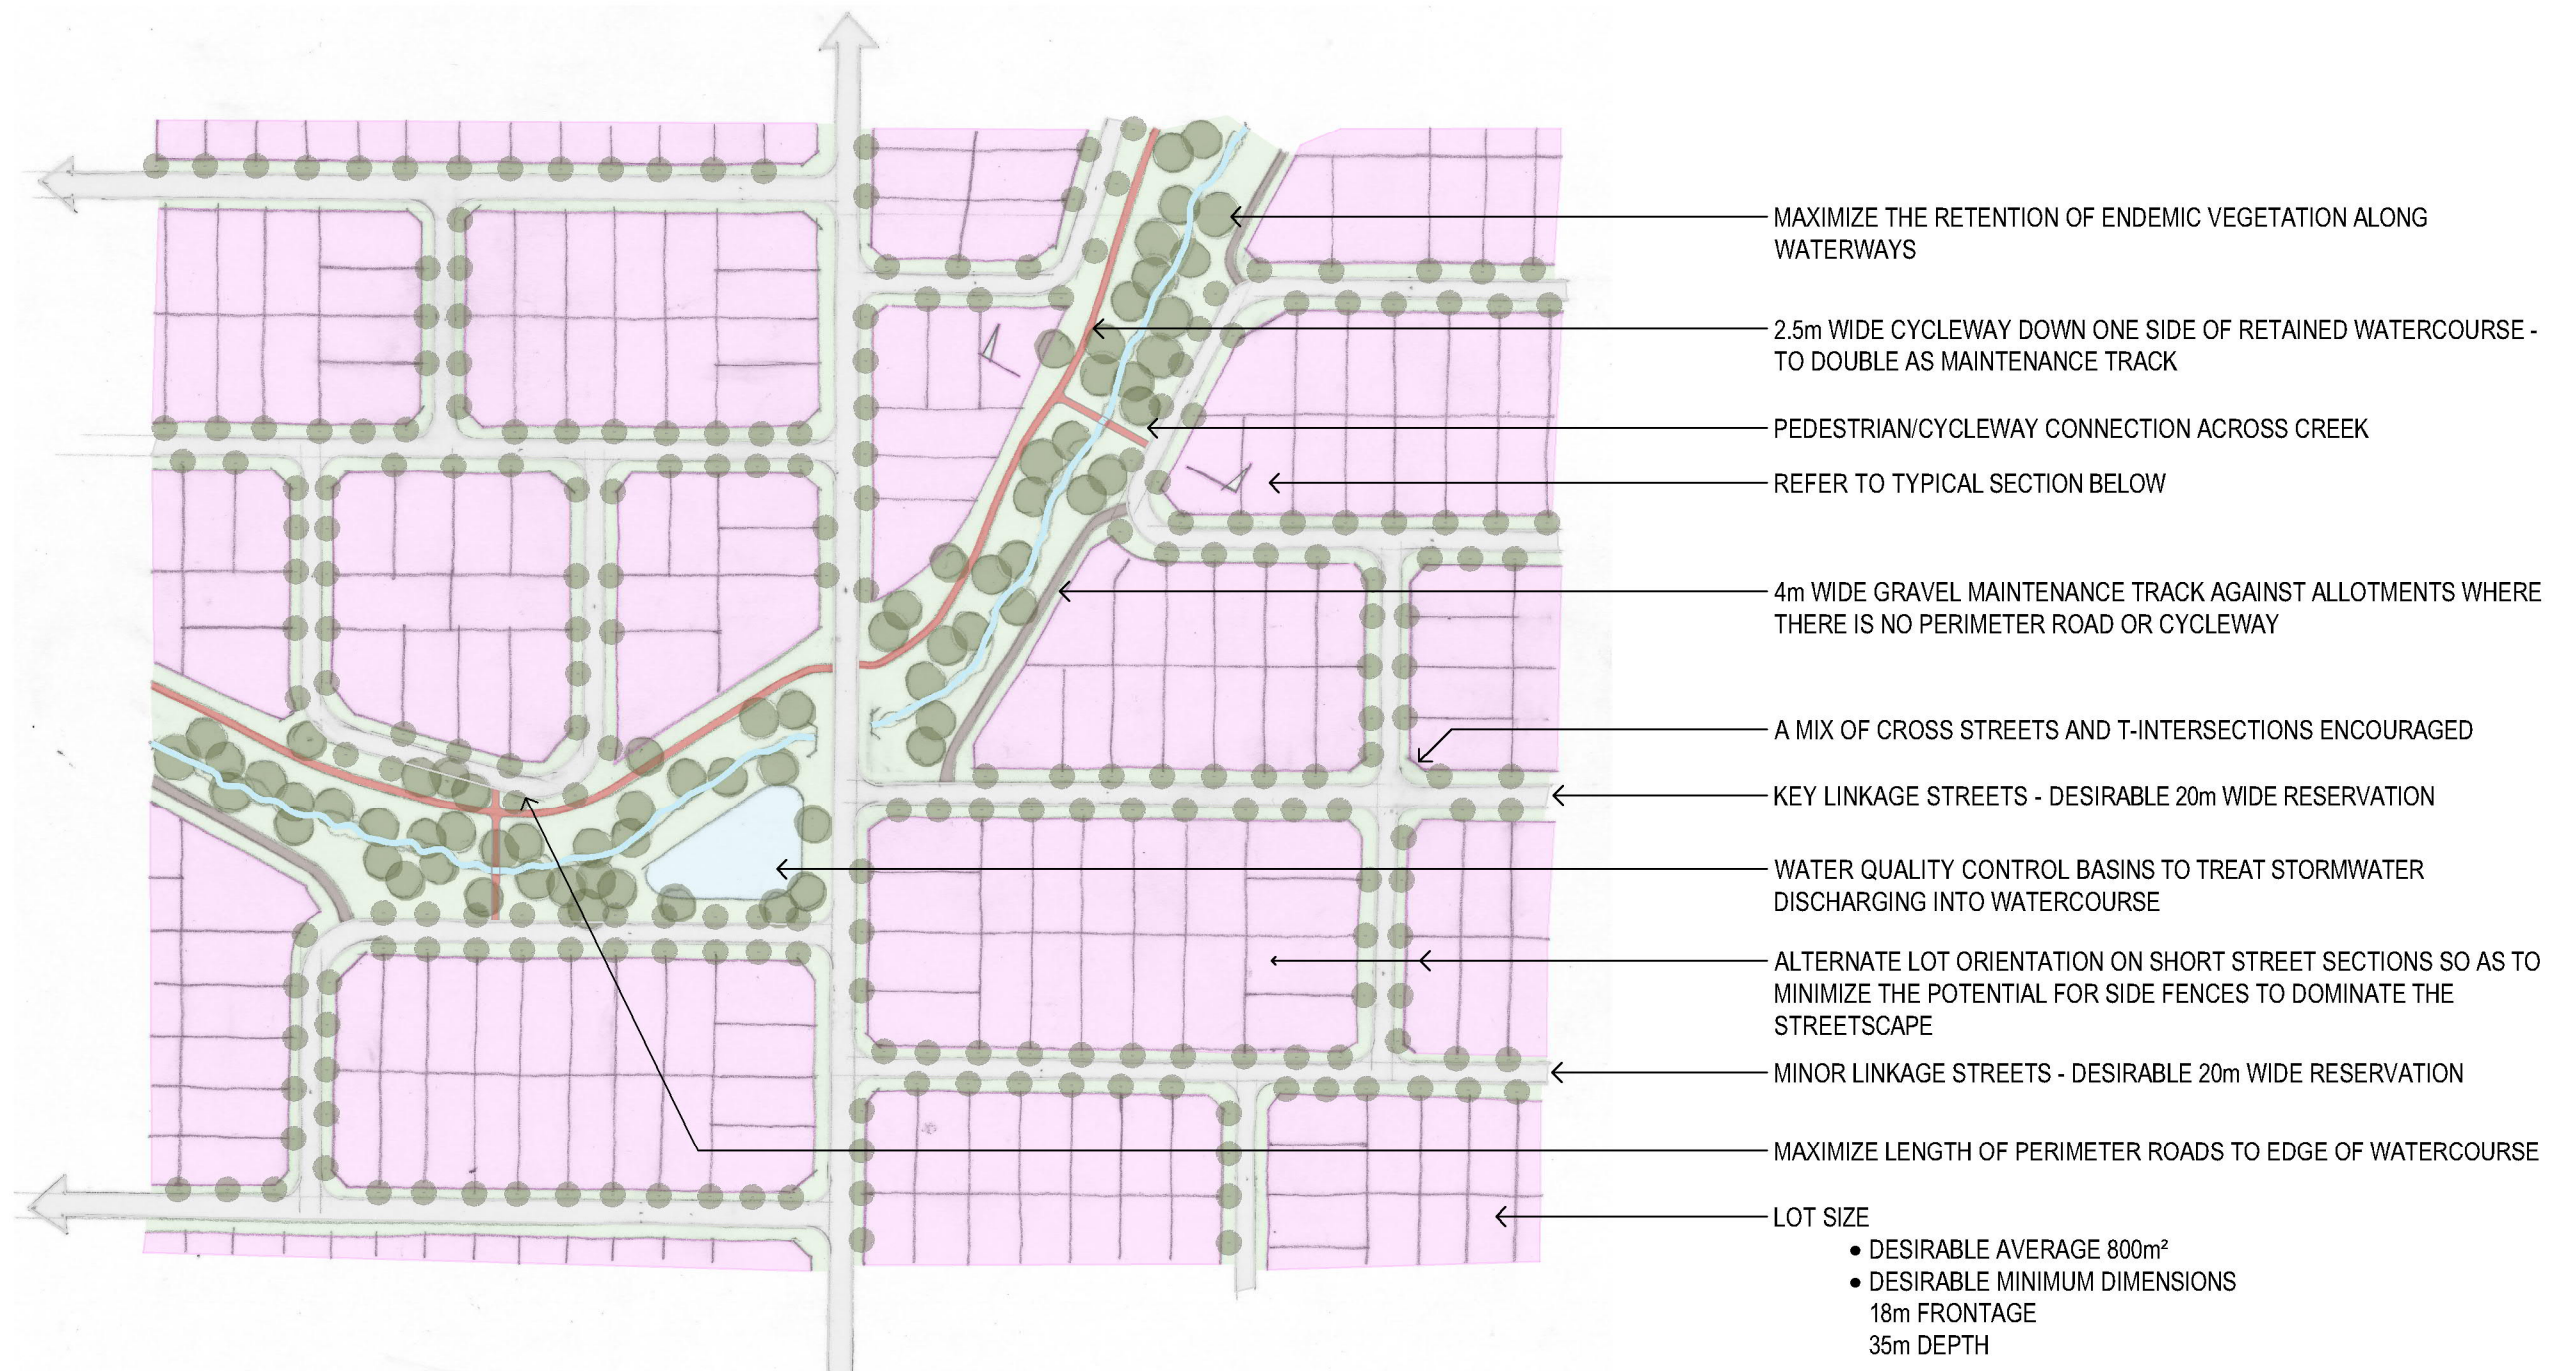 MAXIMIZE THE RETENTION OF ENDEMIC VEGETATION ALONG
WATERWAYS
2.5m WIDE CYCLEWAY DOWN ONE SIDE OF RETAINED WATERCOURSE -
TO DOUBLE AS MAINTENANCE TRACK
PEDESTRIAN/CYCLEWAY CONNECTION ACROSS CREEK
REFER TO TYPICAL SECTION BELOW
4m WIDE GRAVEL MAINTENANCE TRACK AGAINST ALLOTMENTS WHERE
THERE IS NO PERIMETER ROAD OR CYCLEWAY
A MIX OF CROSS STREETS AND T-INTERSECTIONS ENCOURAGED
KEY LINKAGE STREETS - DESIRABLE 20m WIDE RESERVATION
WATER QUALITY CONTROL BASINS TO TREAT STORMWATER
DISCHARGING INTO WATERCOURSE
ALTERNATE LOT ORIENTATION ON SHORT STREET SECTIONS SO AS TO
MINIMIZE THE POTENTIAL FOR SIDE FENCES TO DOMINATE THE
STREETSCAPE
MINOR LINKAGE STREETS - DESIRABLE 20m WIDE RESERVATION
MAXIMIZE LENGTH OF PERIMETER ROADS TO EDGE OF WATERCOURSE
LOT SIZE
• DESIRABLE AVERAGE 800m²
• DESIRABLE MINIMUM DIMENSIONS
18m FRONTAGE
35m DEPTH